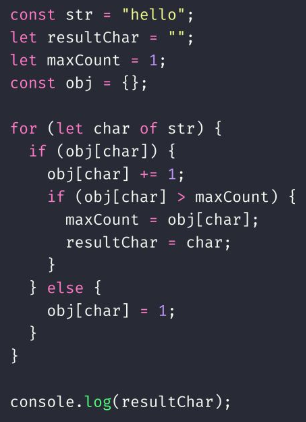 const str = "hello";
let resultChar = "";
let maxCount = 1;
const obj = {};

for (let char of str) {
  if (obj[char]) {
    obj[char] += 1;
    if (obj[char] > maxCount) {
      maxCount = obj[char];
      resultChar = char;
    }
  } else {
    obj[char] = 1;
  }
}

console.log(resultChar);